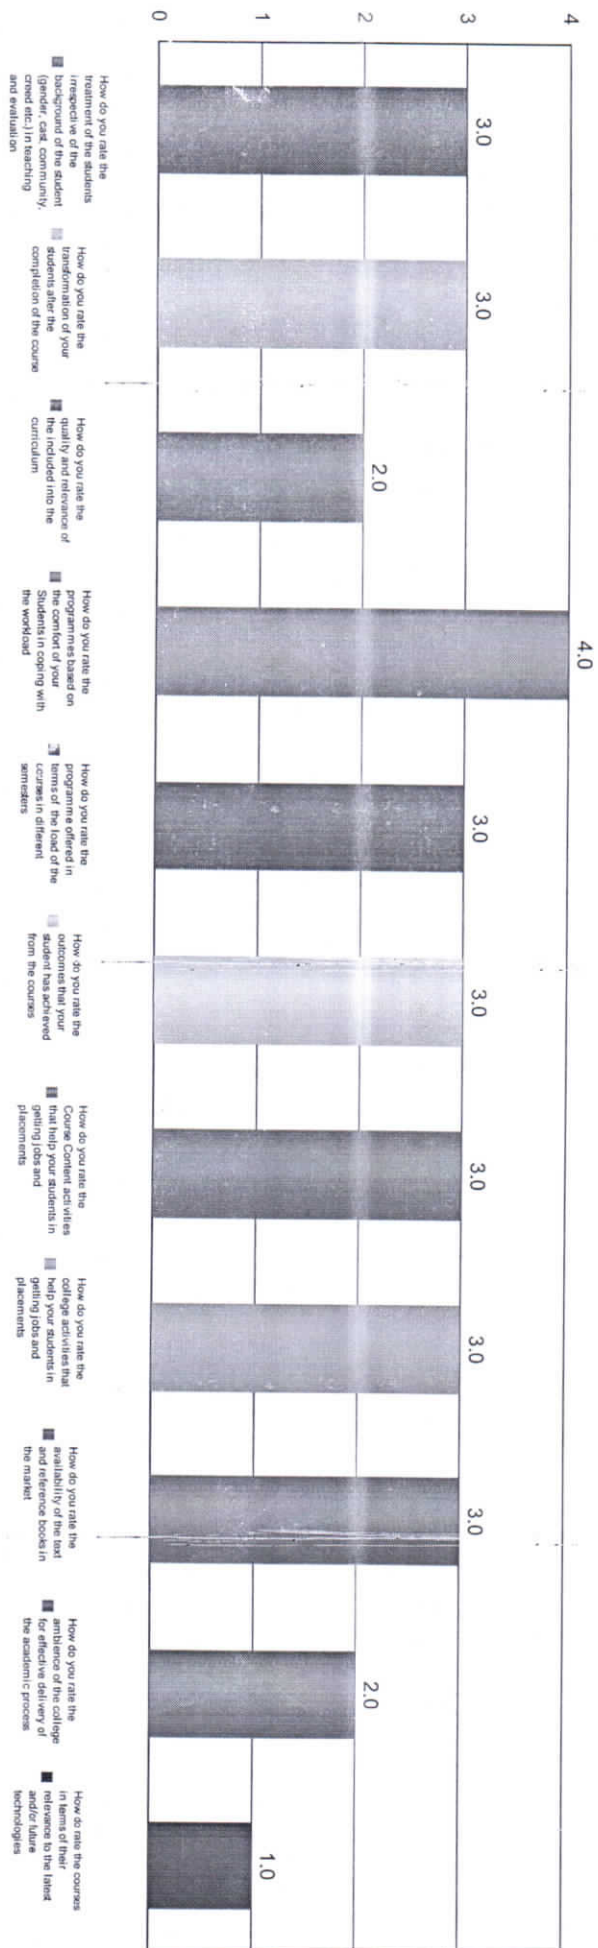 4
3
2
1
0
3.0
3.0
2.0
4.0
3.0
3.0
3.0
3.0
3.0
2.0
1.0
How do you rate the
treatment of the students
irrespective of the
background of the student
(gender, cast, community,
creed etc.) in teaching
and evaluation
How do you rate the
transformation of your
students after the
completion of the course
How do you rate the
quality and relevance of
the included into the
curriculum
How do you rate the
programmes based on
the comfort of your
Students in coping with
the workload
How do you rate the
programme offered in
terms of the load of the
courses in different
semesters
How do you rate the
outcomes that your
student has achieved
from the courses
How do you rate the
Course Content activities
that help your students in
getting jobs and
placements
How do you rate the
college activities that
help your students in
getting jobs and
placements
How do you rate the
availability of the text
and reference books in
the market
How do you rate the
ambience of the college
for effective delivery of
the academic process
How do rate the courses
in terms of their
relevance to the latest
and/or future
technologies